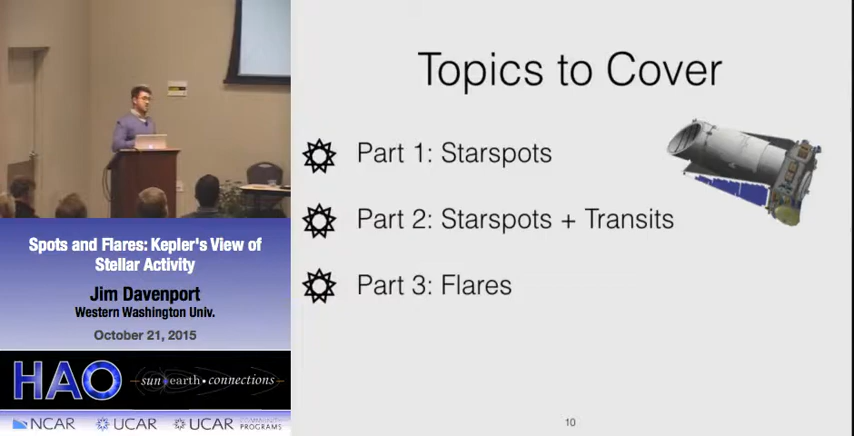 Topics to Cover
Part 1: Starspots
Part 2: Starspots + Transits
Part 3: Flares
10
Spots and Flares: Kepler's View of
Stellar Activity
Jim Davenport
Western Washington Univ.
October 21, 2015
HAO
sun earth • connections
NCAR
UCAR
UCAR
PROGRAMS